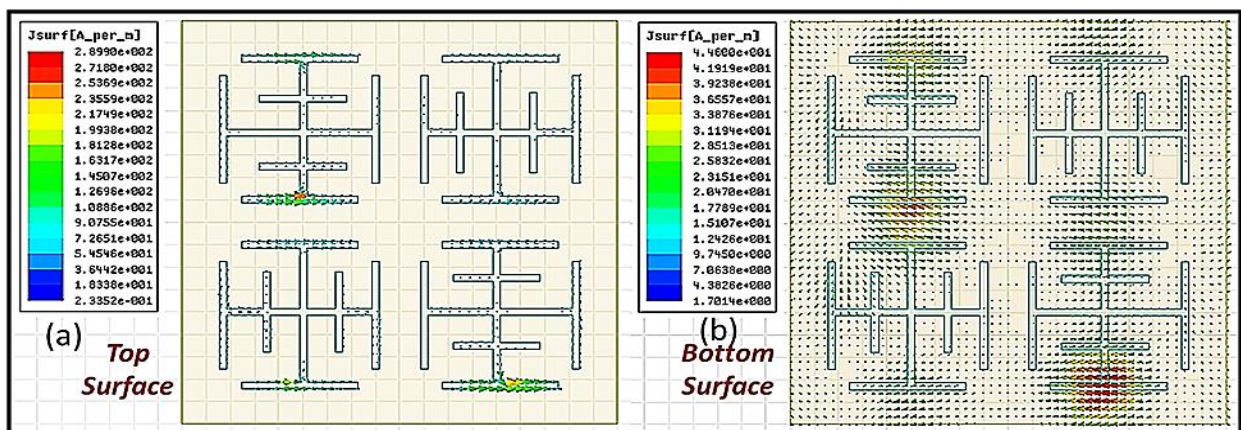 Jsurf[A_per_m]
2.8990e+002
2.7180e+002
2.5369e+002
2.3559e+002
2.1749e+002
1.9938e+002
1.8128e+002
1.6317e+002
1.4507e+002
1.2696e+002
1.0886e+002
9.0755e+001
7.2651e+001
5.4546e+001
3.6442e+001
1.8338e+001
2.3352e-001
(a)
Top
Surface
Jsurf[A_per_m]
4.4600e+001
4.1919e+001
3.9238e+001
3.6557e+001
3.3876e+001
3.1194e+001
2.8513e+001
2.5832e+001
2.3151e+001
2.0470e+001
1.7789e+001
1.5107e+001
1.2426e+001
9.7450e+000
7.0638e+000
4.3826e+000
1.7014e+000
(b)
Bottom
Surface